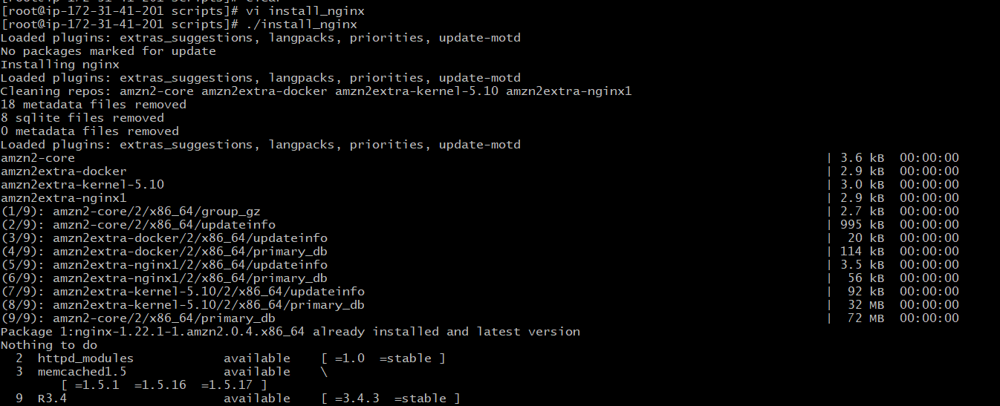 [root@ip-172-31-41-201 scripts]# clear
[root@ip-172-31-41-201 scripts]# vi install_nginx
[root@ip-172-31-41-201 scripts]# ./install_nginx
Loaded plugins: extras_suggestions, langpacks, priorities, update-motd
No packages marked for update
Installing nginx
Loaded plugins: extras_suggestions, langpacks, priorities, update-motd
Cleaning repos: amzn2-core amzn2extra-docker amzn2extra-kernel-5.10 amzn2extra-nginx1
18 metadata files removed
8 sqlite files removed
0 metadata files removed
Loaded plugins: extras_suggestions, langpacks, priorities, update-motd
amzn2-core | 3.6 kB 00:00:00
amzn2extra-docker | 2.9 kB 00:00:00
amzn2extra-kernel-5.10 | 3.0 kB 00:00:00
amzn2extra-nginx1 | 2.9 kB 00:00:00
(1/9): amzn2-core/2/x86_64/group_gz | 2.7 kB 00:00:00
(2/9): amzn2-core/2/x86_64/updateinfo | 995 kB 00:00:00
(3/9): amzn2extra-docker/2/x86_64/updateinfo | 20 kB 00:00:00
(4/9): amzn2extra-docker/2/x86_64/primary_db | 114 kB 00:00:00
(5/9): amzn2extra-nginx1/2/x86_64/updateinfo | 3.5 kB 00:00:00
(6/9): amzn2extra-nginx1/2/x86_64/primary_db | 56 kB 00:00:00
(7/9): amzn2extra-kernel-5.10/2/x86_64/updateinfo | 92 kB 00:00:00
(8/9): amzn2extra-kernel-5.10/2/x86_64/primary_db | 32 MB 00:00:00
(9/9): amzn2-core/2/x86_64/primary_db | 72 MB 00:00:00
Package 1:nginx-1.22.1-1.amzn2.0.4.x86_64 already installed and latest version
Nothing to do
2 httpd_modules available [ =1.0 =stable ]
3 memcached1.5 available \
[ =1.5.1 =1.5.16 =1.5.17 ]
9 R3.4 available [ =3.4.3 =stable ]